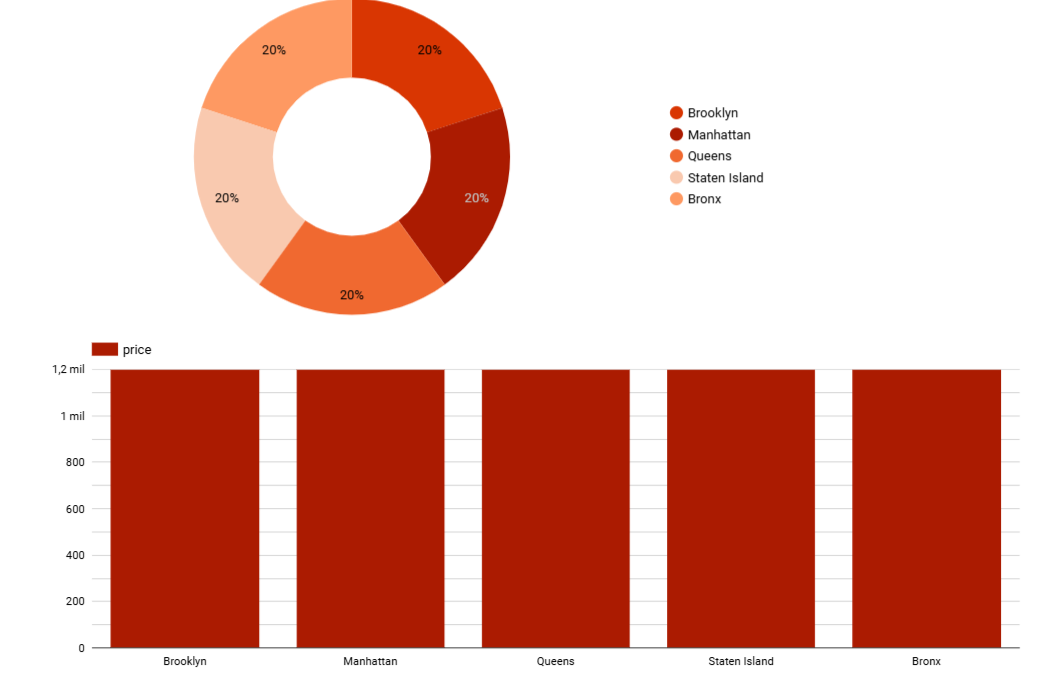 20%
20%
20%
20%
20%
Brooklyn
Manhattan
Queens
Staten Island
Bronx
price
1,2 mil
1 mil
800
600
400
200
0
Brooklyn
Manhattan
Queens
Staten Island
Bronx